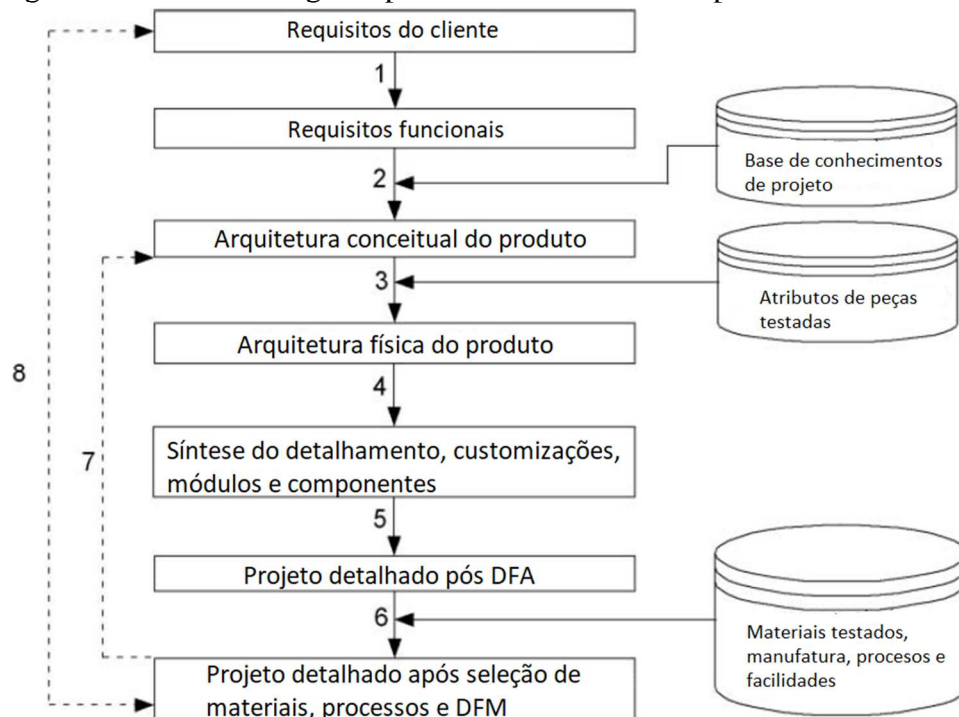 Requisitos do cliente
1
Requisitos funcionais
2
Base de conhecimentos
de projeto
Arquitetura conceitual do produto
3
Atributos de peças
testadas
Arquitetura física do produto
8
4
Síntese do detalhamento, customizações,
módulos e componentes
7
5
Projeto detalhado pós DFA
6
Materiais testados,
manufatura, procesos e
facilidades
Projeto detalhado após seleção de
materiais, processos e DFM